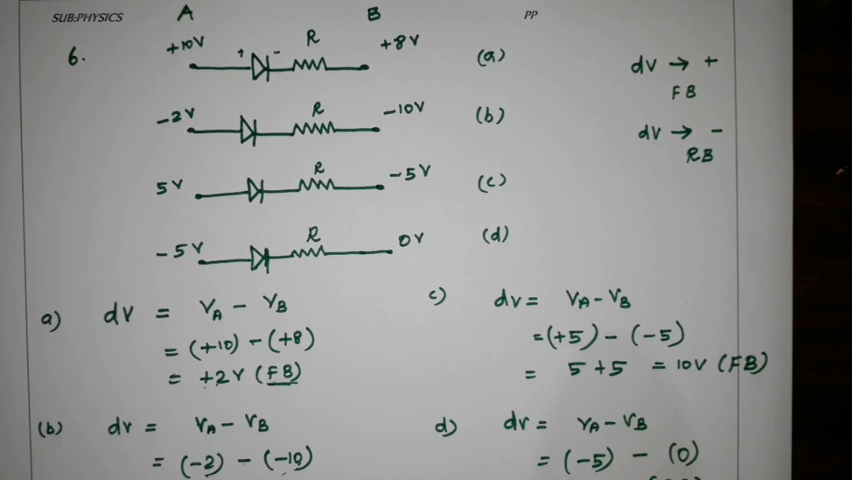 SUB:PHYSICS
PP
A B
6. +10V + - R +8V (a)
-2V R -10V (b)
5V R -5V (c)
-5V R 0V (d)
dv → +
FB
dv → -
RB
a) dv = VA - VB
= (+10) - (+8)
= +2V (FB)
(b) dv = VA - VB
= (-2) - (-10)
c) dv = VA - VB
= (+5) - (-5)
= 5 + 5 = 10V (FB)
d) dv = VA - VB
= (-5) - (0)